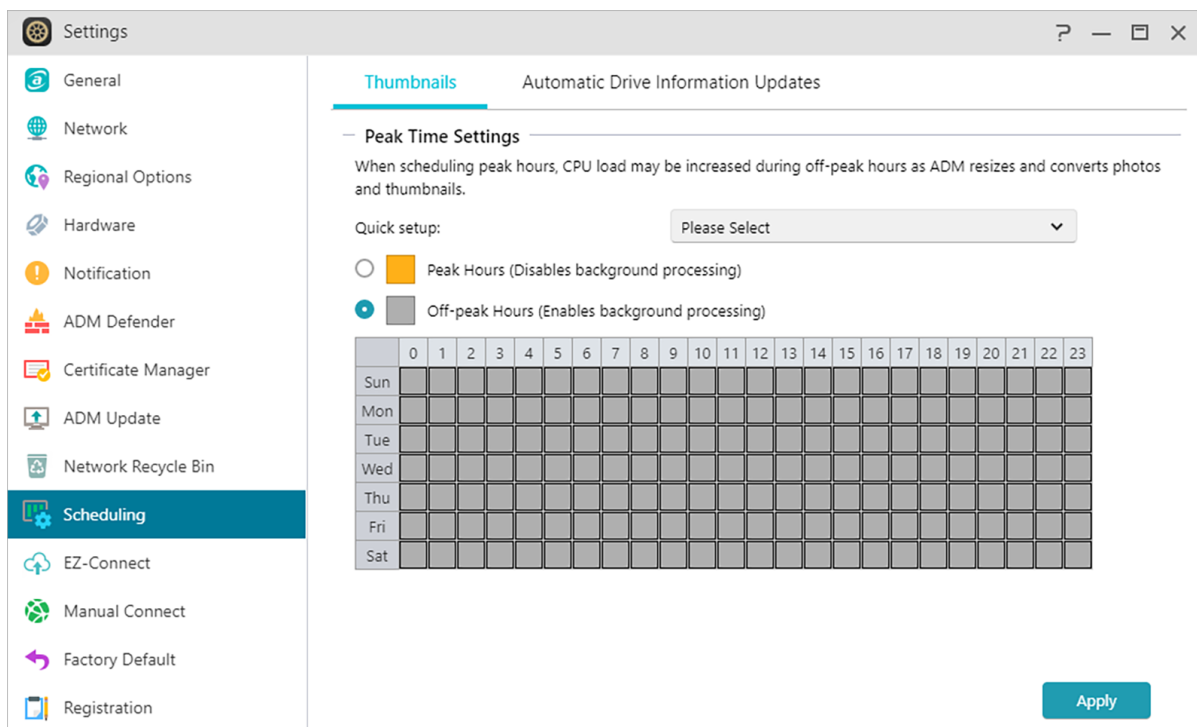 Settings
General
Network
Regional Options
Hardware
Notification
ADM Defender
Certificate Manager
ADM Update
Network Recycle Bin
Scheduling
EZ-Connect
Manual Connect
Factory Default
Registration
Thumbnails Automatic Drive Information Updates
Peak Time Settings
When scheduling peak hours, CPU load may be increased during off-peak hours as ADM resizes and converts photos
and thumbnails.
Quick setup: Please Select
Peak Hours (Disables background processing)
Off-peak Hours (Enables background processing)
0 1 2 3 4 5 6 7 8 9 10 11 12 13 14 15 16 17 18 19 20 21 22 23
Sun
Mon
Tue
Wed
Thu
Fri
Sat
Apply